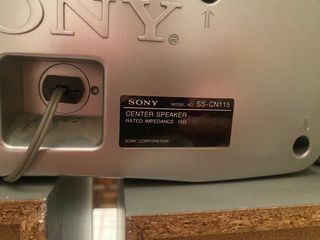 SONY
SONY MODEL NO. SS-CN115
CENTER SPEAKER
RATED IMPEDANCE 12Ω
SONY CORPORATION